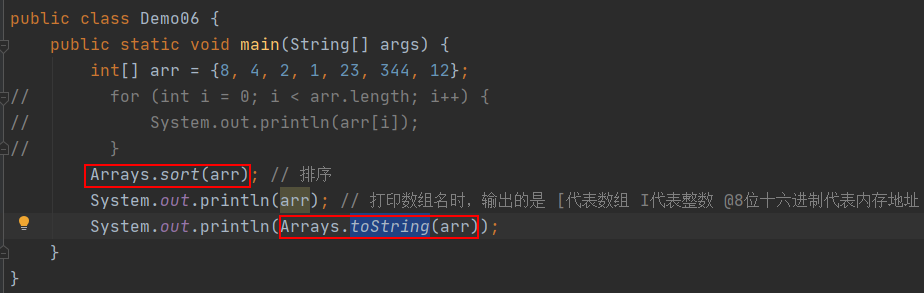 public class Demo06 {
    public static void main(String[] args) {
        int[] arr = {8, 4, 2, 1, 23, 344, 12};
//        for (int i = 0; i < arr.length; i++) {
//            System.out.println(arr[i]);
//        }
        Arrays.sort(arr); // 排序
        System.out.println(arr); // 打印数组名时，输出的是 [代表数组 I代表整数 @8位十六进制代表内存地址
        System.out.println(Arrays.toString(arr));
    }
}